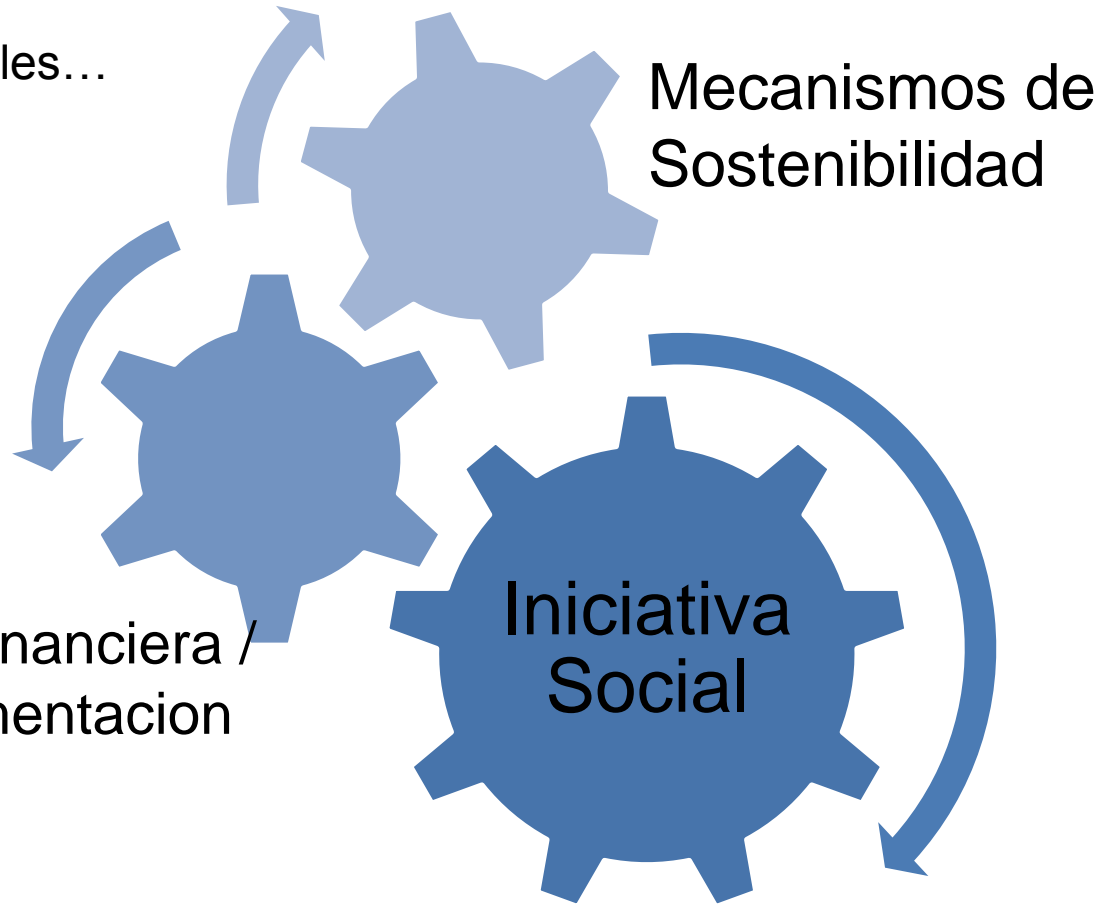 les…
Mecanismos de
Sostenibilidad
Iniciativa
Social
nanciera /
nentacion